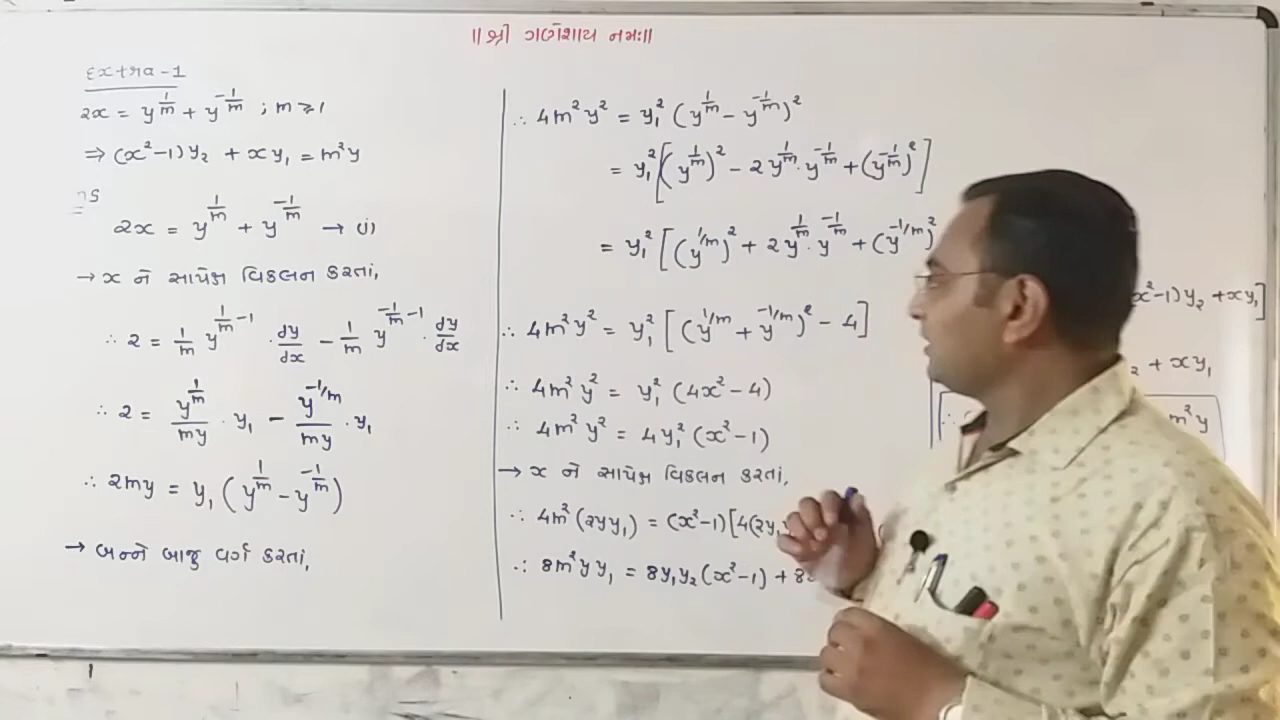 ॥ શ્રી ગણેશાય નમઃ॥
Extra-1
2x = y^{1/m} + y^{-1/m} ; m ≥ 1
⇒ (x²-1)y₂ + xy₁ = m²y
2x = y^{1/m} + y^{-1/m} → (i)
→ x ને સાપેક્ષ વિકલન કરતાં,
∴ 2 = 1/m y^{1/m - 1} · dy/dx - 1/m y^{-1/m - 1} · dy/dx
∴ 2 = y^{1/m}/my · y₁ - y^{-1/m}/my · y₁
∴ 2my = y₁ (y^{1/m} - y^{-1/m})
→ બન્ને બાજુ વર્ગ કરતાં,
∴ 4m²y² = y₁² (y^{1/m} - y^{-1/m})²
= y₁² [(y^{1/m})² - 2y^{1/m} · y^{-1/m} + (y^{-1/m})²]
= y₁² [(y^{1/m})² + 2y^{1/m} · y^{-1/m} + (y^{-1/m})²
∴ 4m²y² = y₁² [(y^{1/m} + y^{-1/m})² - 4]
∴ 4m²y² = y₁² (4x² - 4)
∴ 4m²y² = 4y₁² (x² - 1)
→ x ને સાપેક્ષ વિકલન કરતાં,
∴ 4m² (2yy₁) = (x²-1)[4(2y₁
∴ 8m²yy₁ = 8y₁y₂(x²-1) + 8
x²-1)y₂ + xy₁]
₂ + xy₁
∴ m²y